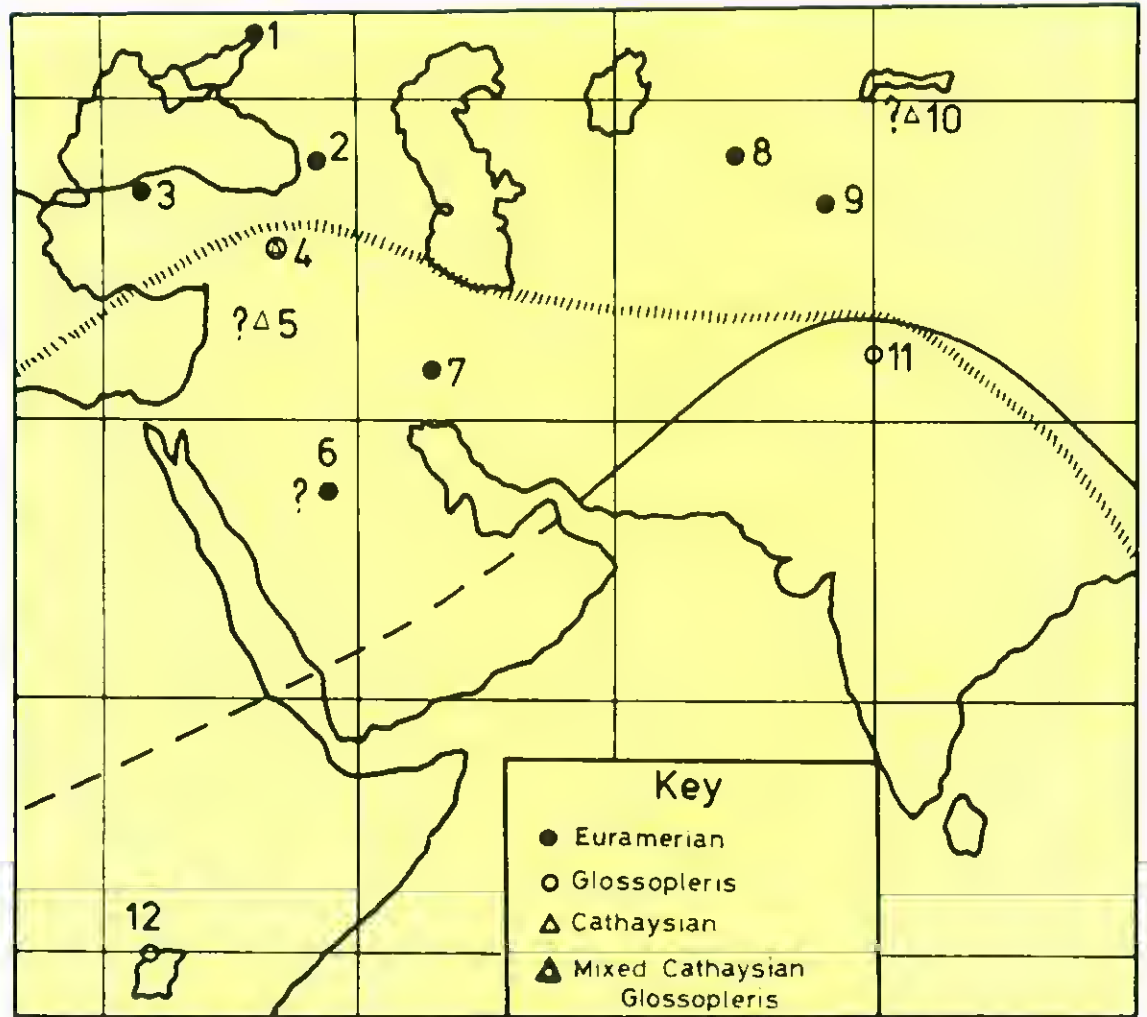 1
2
3
4
? 5
6
?
7
8
9
? 10
11
12
Key
Euramerian
Glossopleris
Cathaysian
Mixed Cathaysian
Glossopleris